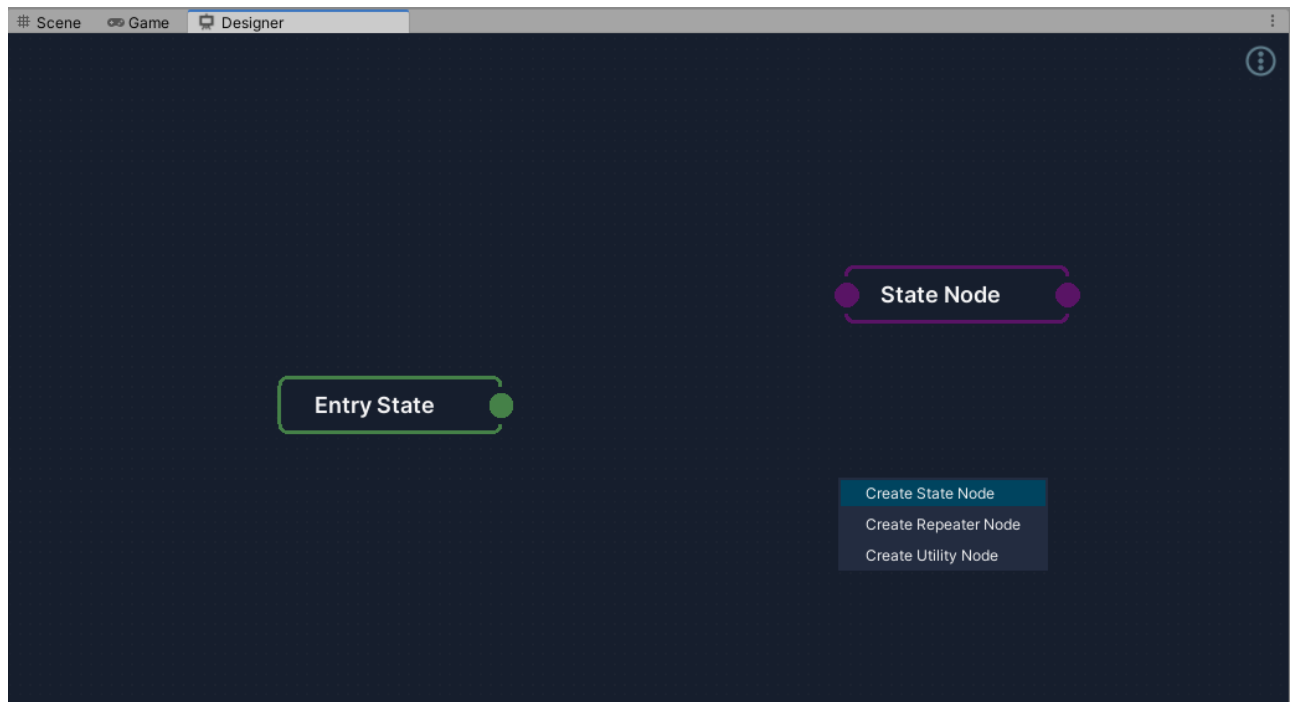 Scene Game Designer
State Node
Entry State
Create State Node
Create Repeater Node
Create Utility Node